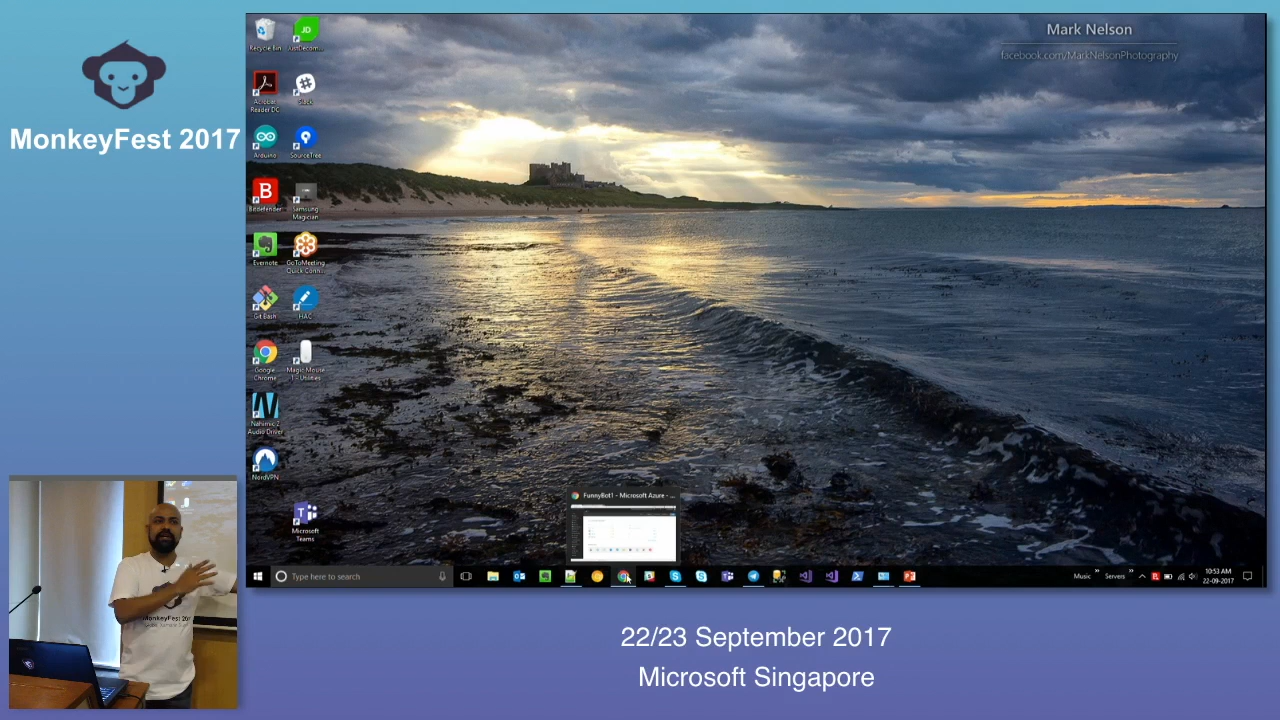 MonkeyFest 2017
Mark Nelson
facebook.com/MarkNelsonPhotography
Recycle Bin
JustDecom...
Acrobat
Reader DC
Slack
Arduino
SourceTree
Bitdefender
Samsung
Magician
Evernote
GoToMeeting
Quick Conn...
Git Bash
HAC
Google
Chrome
Magic Mouse
Nahimic 2
Audio Driver
NordVPN
Microsoft
Teams
FunnyBot1 - Microsoft Azure - ...
Type here to search
Music
Servers
10:53 AM
22-09-2017
MonkeyFest 201
22/23 September 2017
Microsoft Singapore